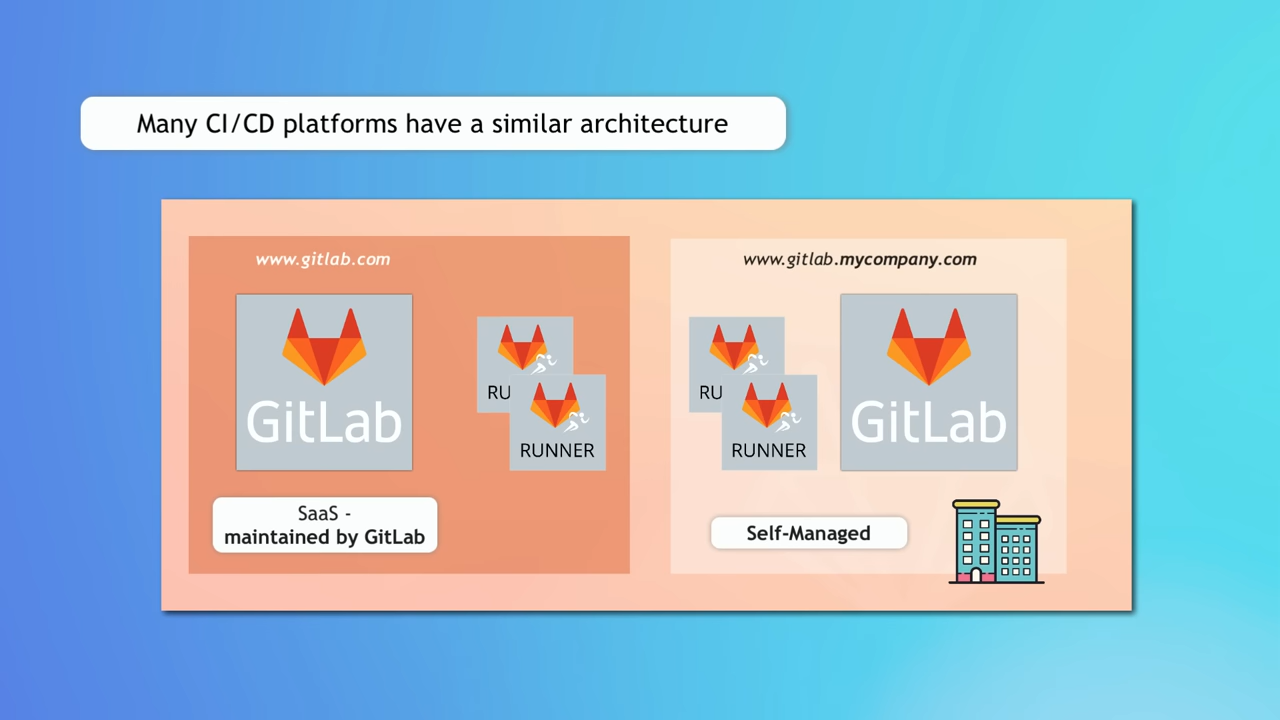 Many CI/CD platforms have a similar architecture
www.gitlab.com
GitLab
RU
RUNNER
SaaS -
maintained by GitLab
www.gitlab.mycompany.com
RU
RUNNER
GitLab
Self-Managed